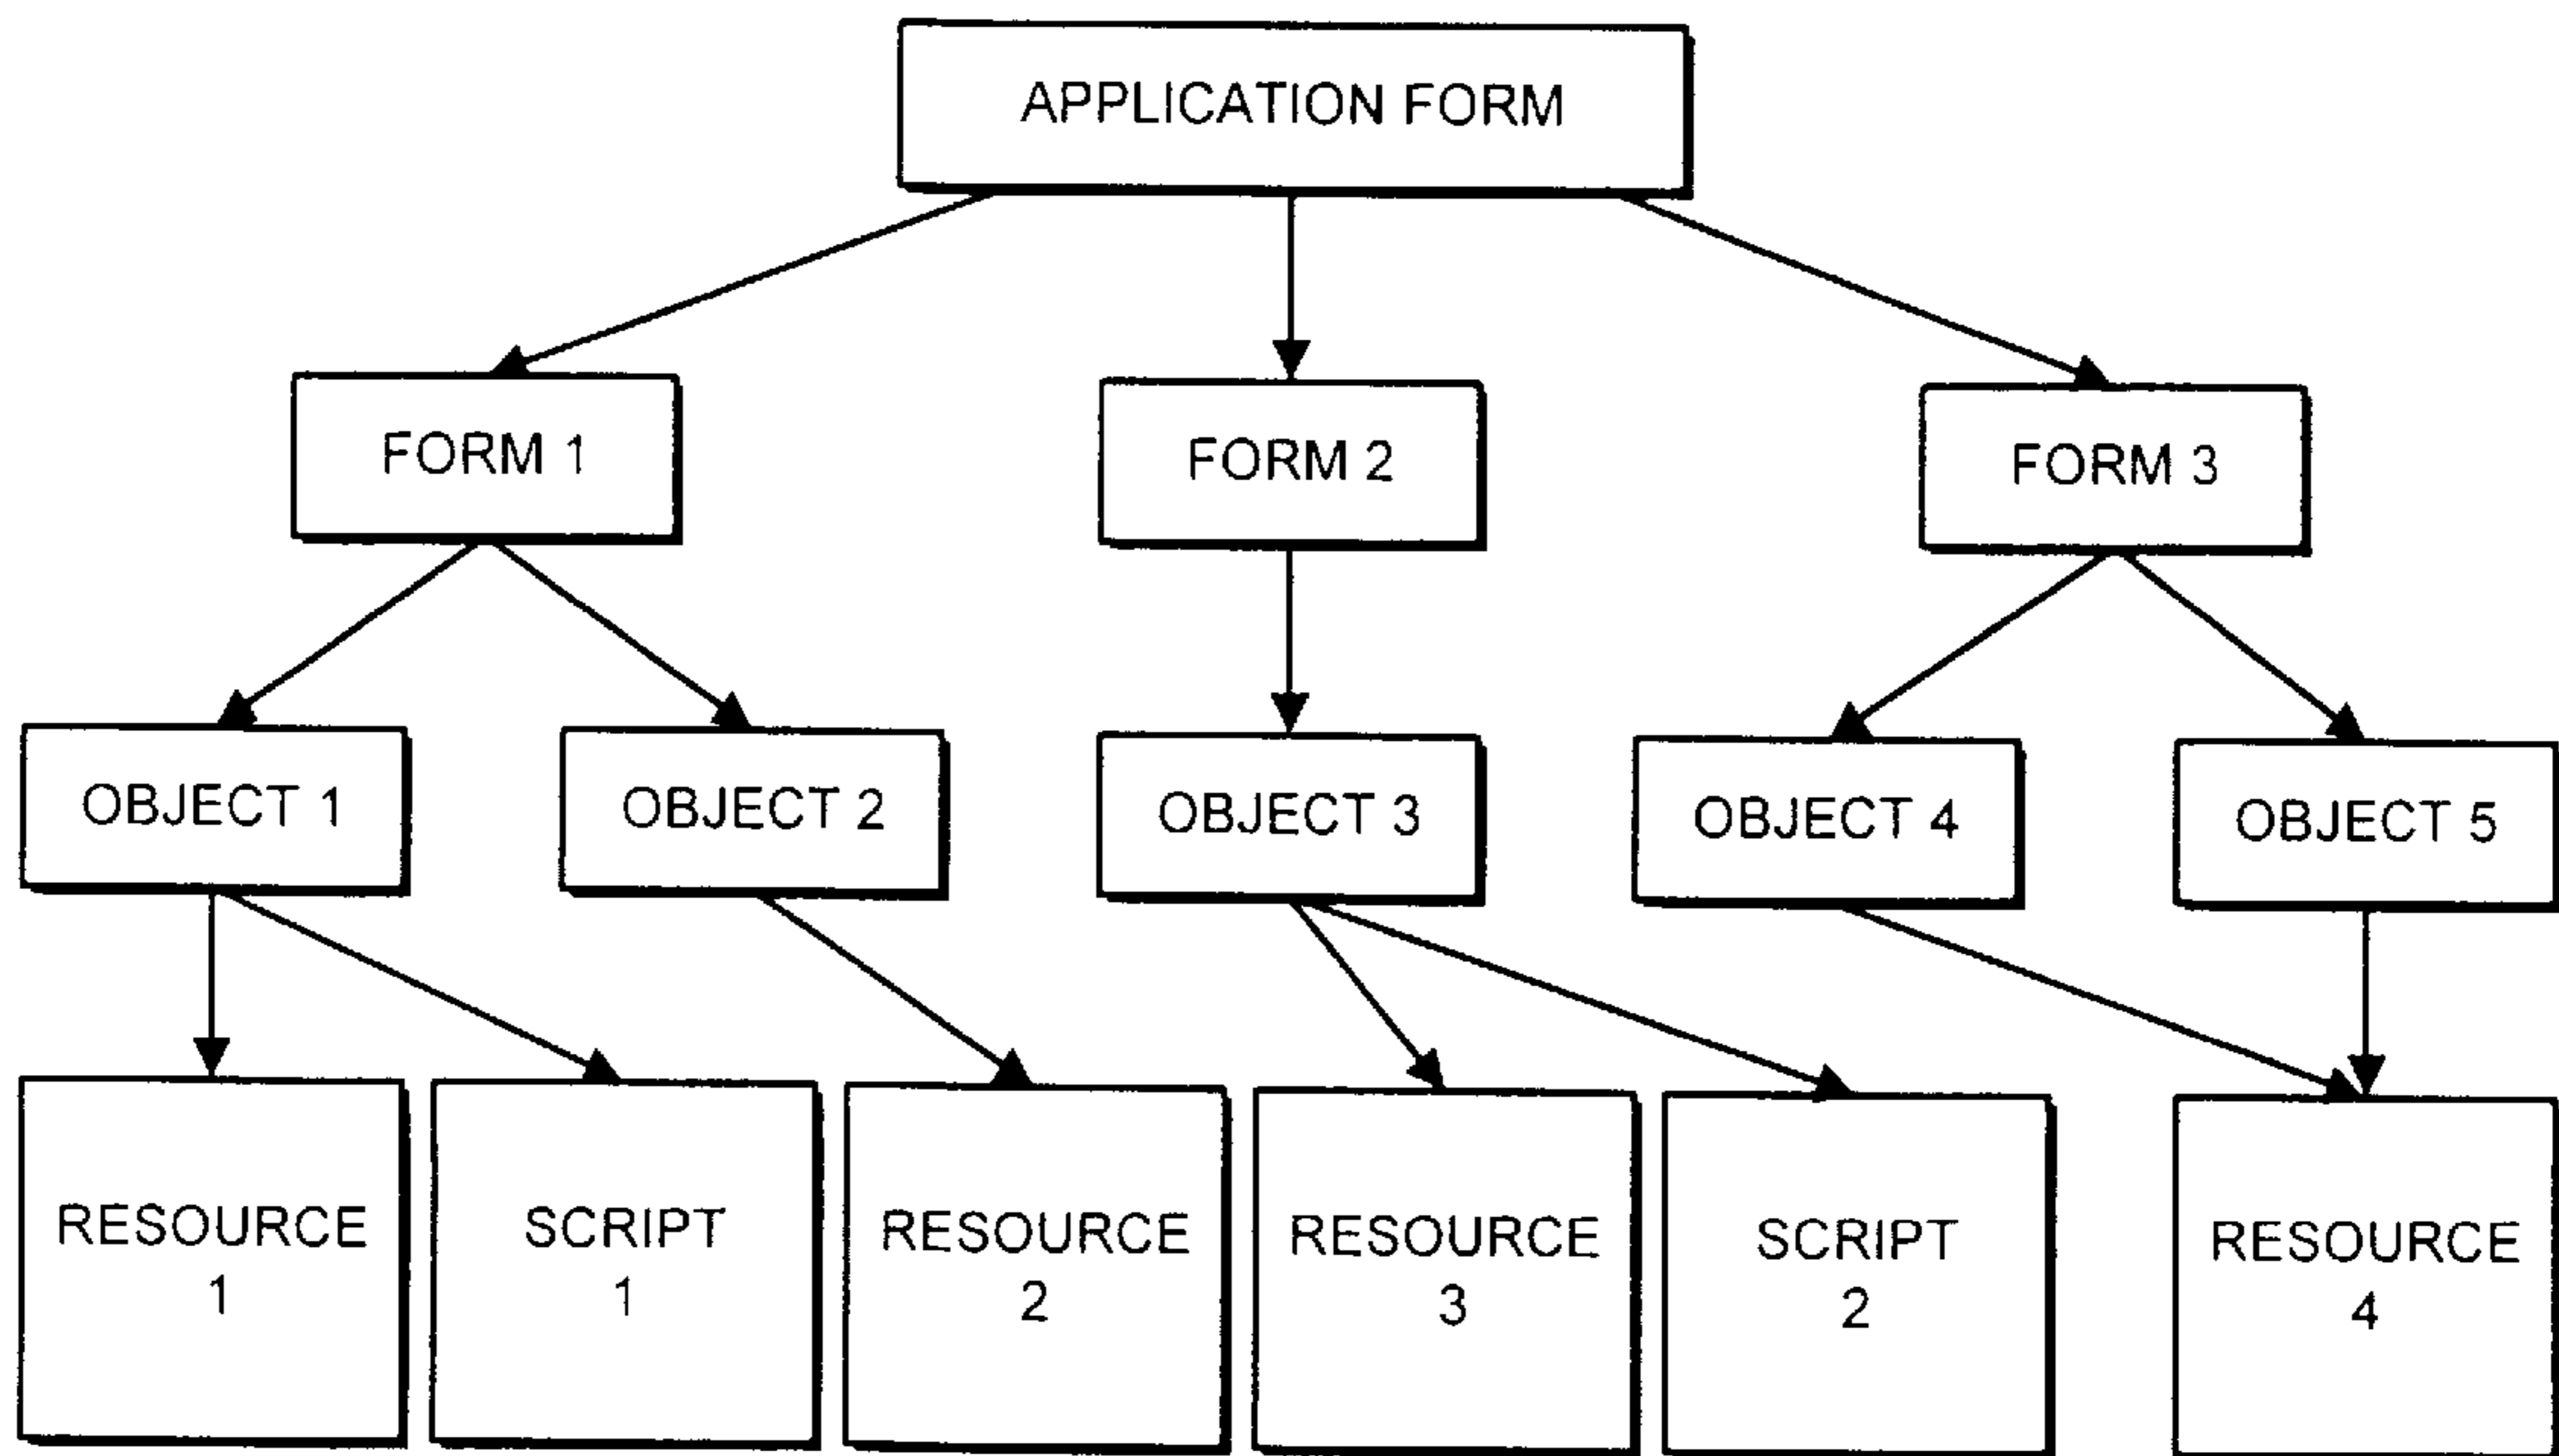 APPLICATION FORM
FORM 1
FORM 2
FORM 3
OBJECT 1
OBJECT 2
OBJECT 3
OBJECT 4
OBJECT 5
RESOURCE
1
SCRIPT
1
RESOURCE
2
RESOURCE
3
SCRIPT
2
RESOURCE
4